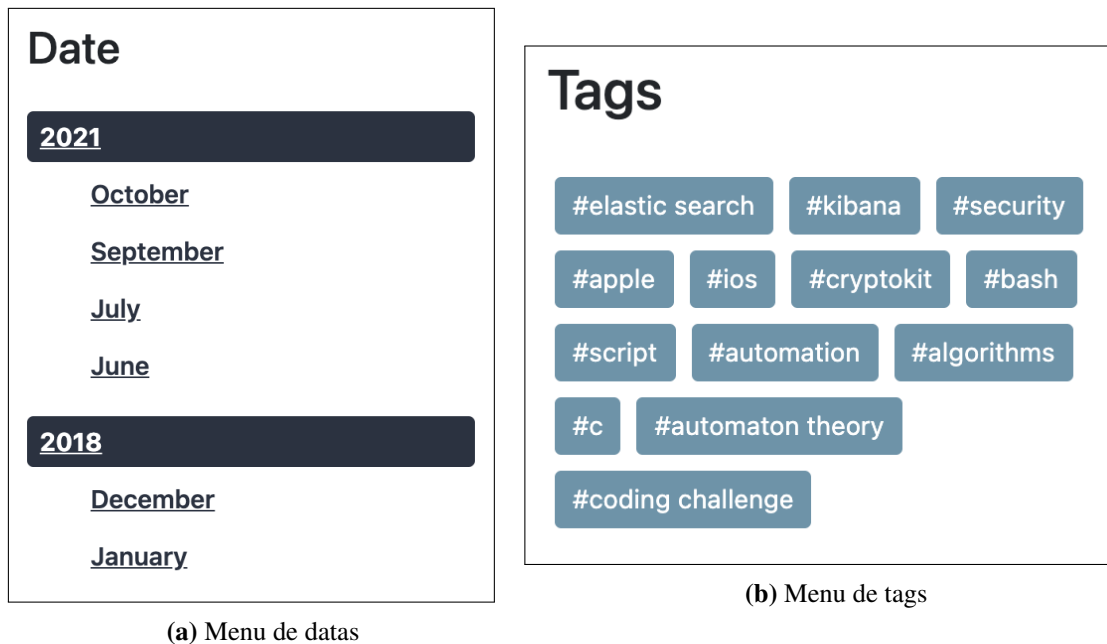 Date
2021
October
September
July
June
2018
December
January
(a) Menu de datas
Tags
#elastic search #kibana #security
#apple #ios #cryptokit #bash
#script #automation #algorithms
#c #automaton theory
#coding challenge
(b) Menu de tags